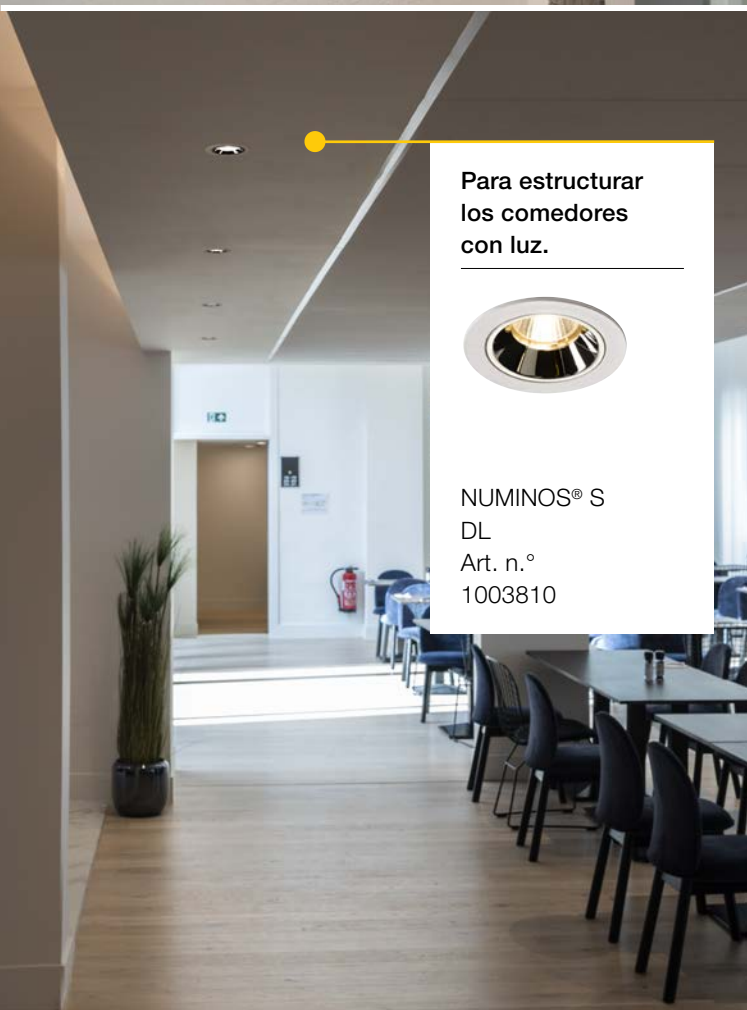 Para estructurar
los comedores
con luz.
NUMINOS® S
DL
Art. n.°
1003810